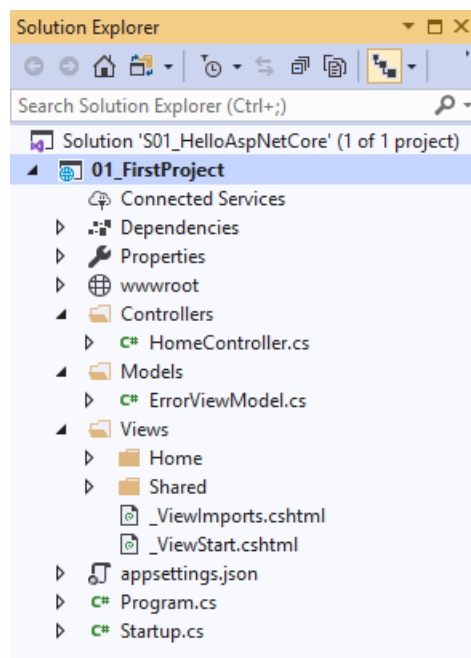 Solution Explorer
Search Solution Explorer (Ctrl+;)
Solution 'S01_HelloAspNetCore' (1 of 1 project)
01_FirstProject
Connected Services
Dependencies
Properties
wwwroot
Controllers
C# HomeController.cs
Models
C# ErrorViewModel.cs
Views
Home
Shared
_ViewImports.cshtml
_ViewStart.cshtml
appsettings.json
C# Program.cs
C# Startup.cs